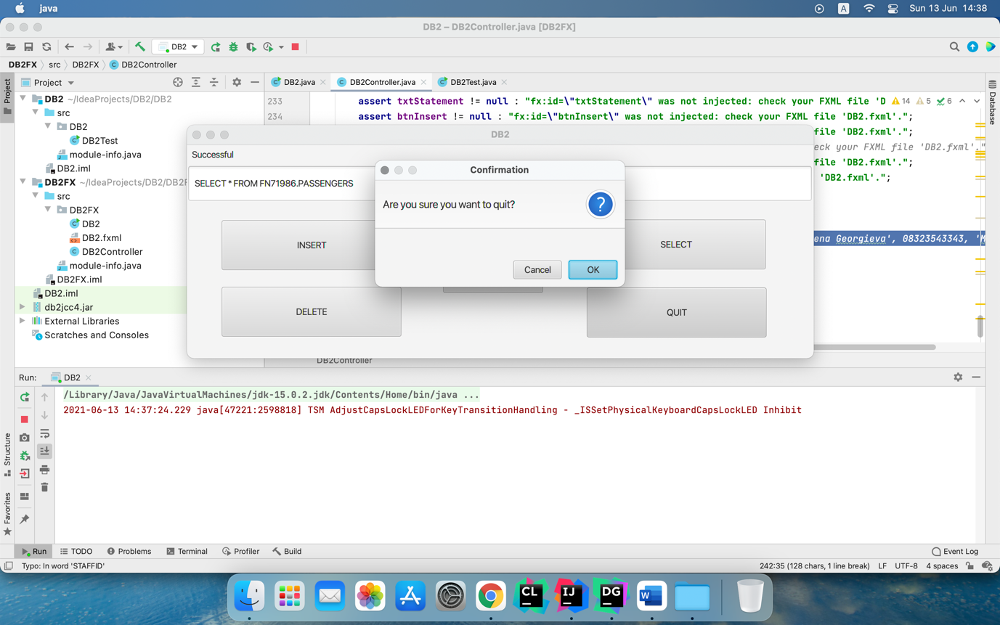 java
A
Sun 13 Jun 14:38
DB2 – DB2Controller.java [DB2FX]
DB2
DB2FX
src
DB2FX
DB2Controller
Project
Project
DB2.java
DB2Controller.java
DB2Test.java
Database
DB2 ~/IdeaProjects/DB2/DB2
src
DB2
DB2Test
module-info.java
DB2.iml
DB2FX ~/IdeaProjects/DB2/DB2F
src
DB2FX
DB2
DB2.fxml
DB2Controller
module-info.java
DB2FX.iml
DB2.iml
db2jcc4.jar
External Libraries
Scratches and Consoles
233 assert txtStatement != null : "fx:id=\"txtStatement\" was not injected: check your FXML file 'D
14 5 6
234 assert btnInsert != null : "fx:id=\"btnInsert\" was not injected: check your FXML file 'DB2.fxml'.";
file 'DB2.fxml'.";
eck your FXML file 'DB2.fxml'."
file 'DB2.fxml'.";
'DB2.fxml'.";
ena Georgieva', 08323543343, 'M
DB2
Successful
SELECT * FROM FN71986.PASSENGERS
INSERT
SELECT
DELETE
QUIT
Confirmation
Are you sure you want to quit?
?
Cancel
OK
DB2Controller
Run:
DB2
/Library/Java/JavaVirtualMachines/jdk-15.0.2.jdk/Contents/Home/bin/java ...
2021-06-13 14:37:24.229 java[47221:2598818] TSM AdjustCapsLockLEDForKeyTransitionHandling - _ISSetPhysicalKeyboardCapsLockLED Inhibit
Structure
Favorites
Run
TODO
Problems
Terminal
Profiler
Build
Event Log
Typo: In word 'STAFFID'
242:35 (128 chars, 1 line break) LF UTF-8 4 spaces
CL
IJ
DG
W